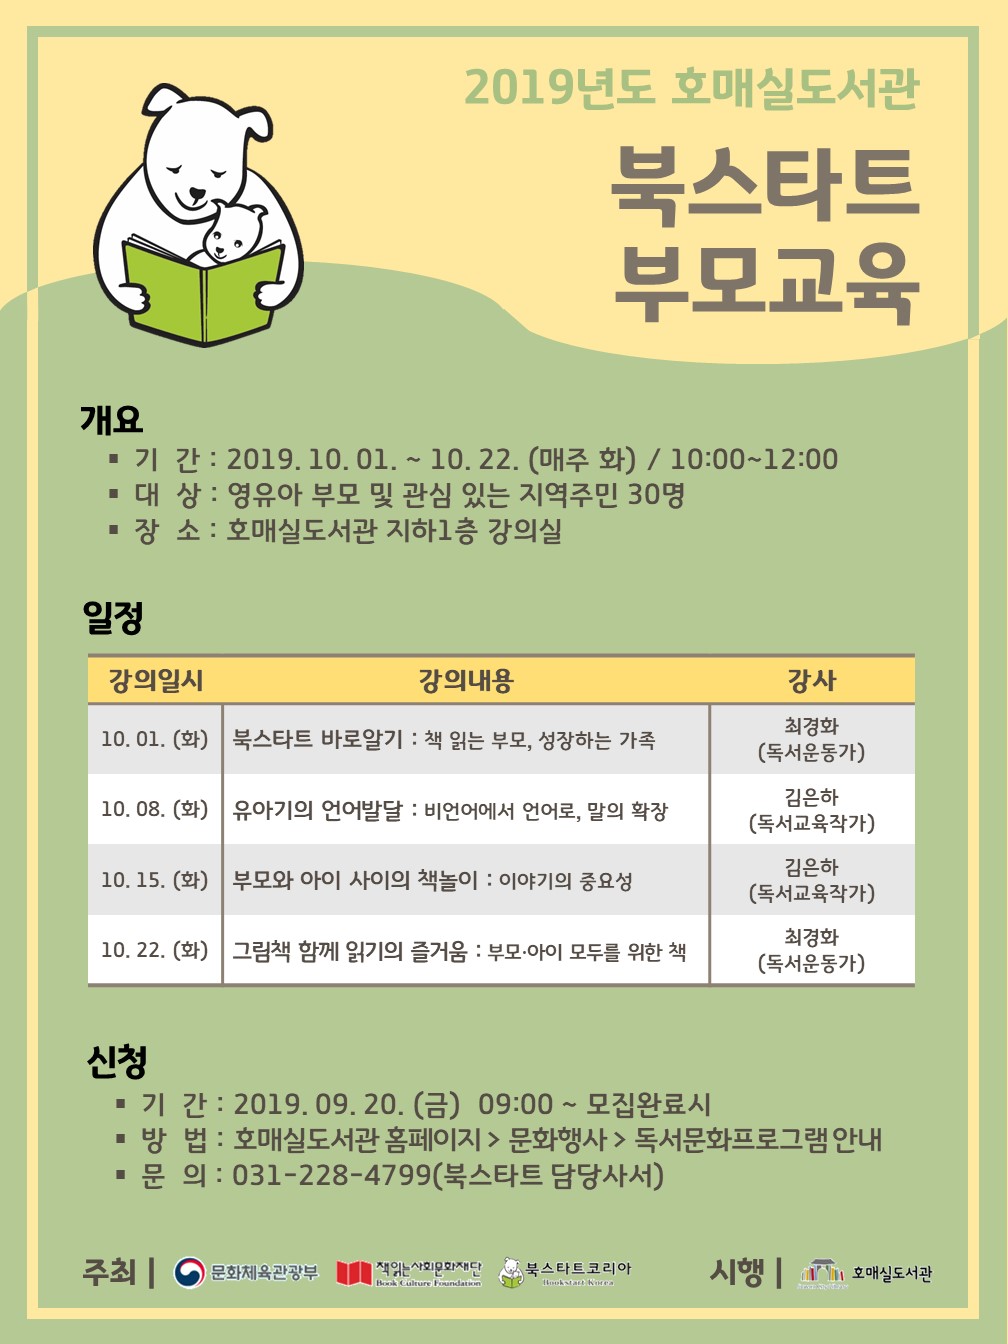 2019년도 호매실도서관
북스타트
부모교육
개요
▪ 기 간 : 2019. 10. 01. ~ 10. 22. (매주 화) / 10:00~12:00
▪ 대 상 : 영유아 부모 및 관심 있는 지역주민 30명
▪ 장 소 : 호매실도서관 지하1층 강의실
일정
강의일시 강의내용 강사
10. 01. (화) 북스타트 바로알기 : 책 읽는 부모, 성장하는 가족 최경화
(독서운동가)
10. 08. (화) 유아기의 언어발달 : 비언어에서 언어로, 말의 확장 김은하
(독서교육작가)
10. 15. (화) 부모와 아이 사이의 책놀이 : 이야기의 중요성 김은하
(독서교육작가)
10. 22. (화) 그림책 함께 읽기의 즐거움 : 부모·아이 모두를 위한 책 최경화
(독서운동가)
신청
▪ 기 간 : 2019. 09. 20. (금) 09:00 ~ 모집완료시
▪ 방 법 : 호매실도서관 홈페이지 > 문화행사 > 독서문화프로그램 안내
▪ 문 의 : 031-228-4799(북스타트 담당사서)
주최 | 문화체육관광부 책읽는사회문화재단 북스타트코리아 시행 | 호매실도서관
Book Culture Foundation Bookstart Korea